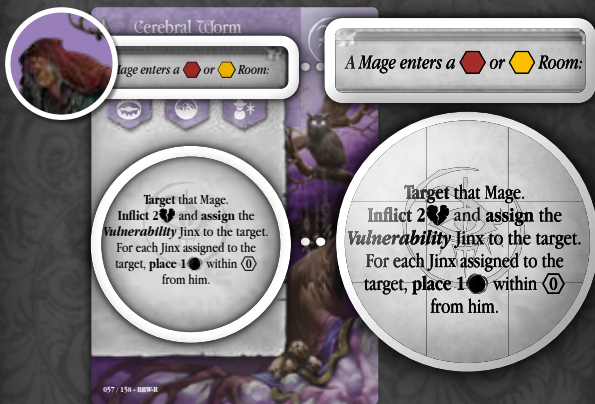 Cerebral Worm
Mage enters a or Room:
A Mage enters a or Room:
Target that Mage.
Inflict 2 and assign the
Vulnerability Jinx to the target.
For each Jinx assigned to the
target, place 1 within 0
from him.
Target that Mage.
Inflict 2 and assign the
Vulnerability Jinx to the target.
For each Jinx assigned to the
target, place 1 within 0
from him.
057 / 158 - BRW-R